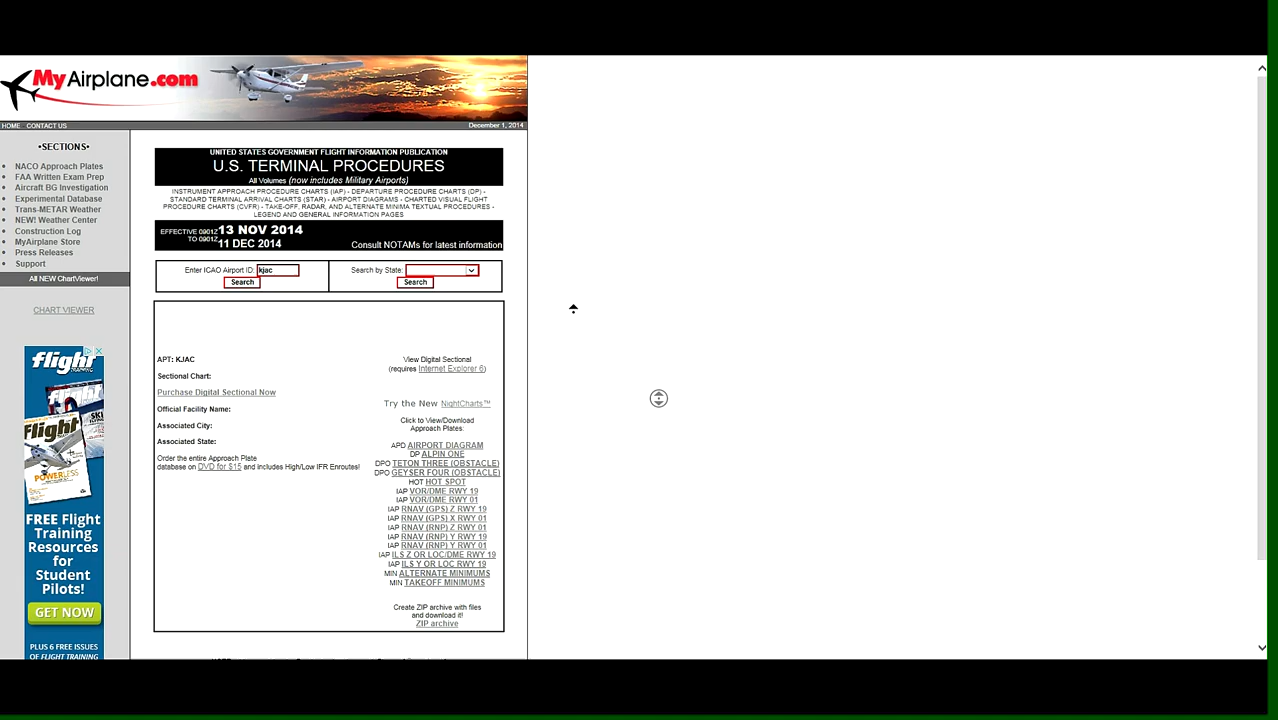 MyAirplane.com
HOME CONTACT US
December 1, 2014
•SECTIONS•
NACO Approach Plates
FAA Written Exam Prep
Aircraft BG Investigation
Experimental Database
Trans-METAR Weather
NEW! Weather Center
Construction Log
MyAirplane Store
Press Releases
Support
All NEW ChartViewer!
CHART VIEWER
flight
flight
POWERLESS
FREE Flight
Training
Resources
for
Student
Pilots!
GET NOW
PLUS 6 FREE ISSUES
OF FLIGHT TRAINING
UNITED STATES GOVERNMENT FLIGHT INFORMATION PUBLICATION
U.S. TERMINAL PROCEDURES
All Volumes (now includes Military Airports)
INSTRUMENT APPROACH PROCEDURE CHARTS (IAP) - DEPARTURE PROCEDURE CHARTS (DP) -
STANDARD TERMINAL ARRIVAL CHARTS (STAR) - AIRPORT DIAGRAMS - CHARTED VISUAL FLIGHT
PROCEDURE CHARTS (CVFR) - TAKE-OFF, RADAR, AND ALTERNATE MINIMA TEXTUAL PROCEDURES -
LEGEND AND GENERAL INFORMATION PAGES
EFFECTIVE 0901Z 13 NOV 2014
TO 0901Z 11 DEC 2014
Consult NOTAMs for latest information
Enter ICAO Airport ID: kjac
Search
Search by State:
Search
APT: KJAC
Sectional Chart:
Purchase Digital Sectional Now
Official Facility Name:
Associated City:
Associated State:
Order the entire Approach Plate
database on DVD for $15 and includes High/Low IFR Enroutes!
View Digital Sectional
(requires Internet Explorer 6)
Try the New NightCharts™
Click to View/Download
Approach Plates:
APD AIRPORT DIAGRAM
DP ALPIN ONE
DPO TETON THREE (OBSTACLE)
DPO GEYSER FOUR (OBSTACLE)
HOT HOT SPOT
IAP VOR/DME RWY 19
IAP VOR/DME RWY 01
IAP RNAV (GPS) Z RWY 19
IAP RNAV (GPS) X RWY 01
IAP RNAV (RNP) Z RWY 01
IAP RNAV (RNP) Y RWY 19
IAP RNAV (RNP) Y RWY 01
IAP ILS Z OR LOC/DME RWY 19
IAP ILS Y OR LOC RWY 19
MIN ALTERNATE MINIMUMS
MIN TAKEOFF MINIMUMS
Create ZIP archive with files
and download it!
ZIP archive